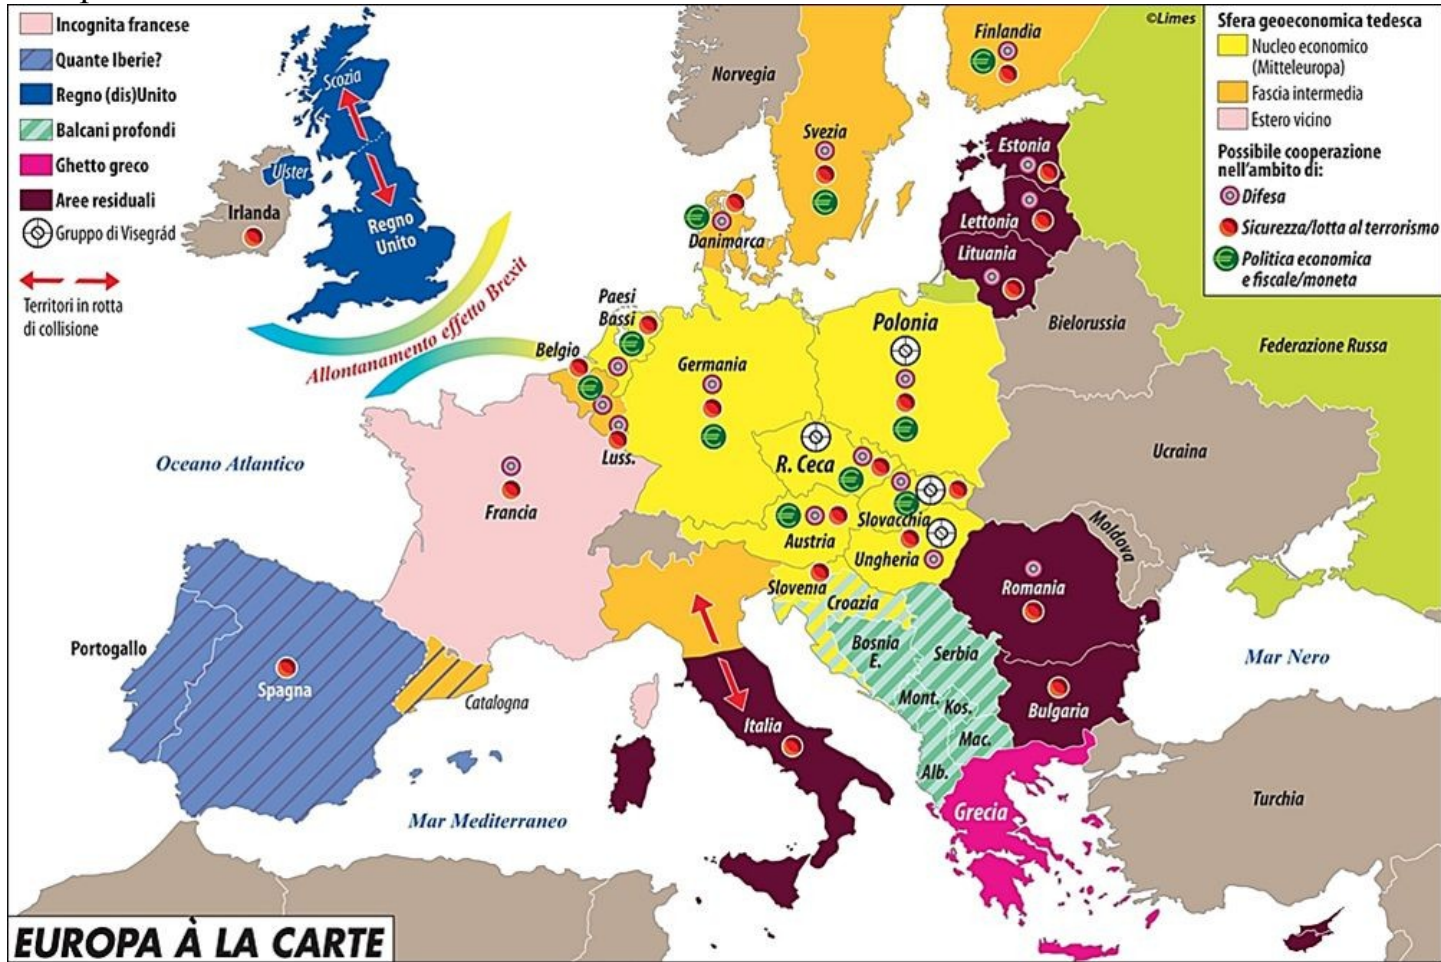 Incognita francese
Quante Iberie?
Regno (dis)Unito
Balcani profondi
Ghetto greco
Aree residuali
Gruppo di Visegrád
Territori in rotta
di collisione
©Limes
Sfera geoeconomica tedesca
Nucleo economico
(Mitteleuropa)
Fascia intermedia
Estero vicino
Possibile cooperazione
nell'ambito di:
Difesa
Sicurezza/lotta al terrorismo
Politica economica
e fiscale/moneta
Scozia
Ulster
Irlanda
Regno
Unito
Allontanamento effetto Brexit
Norvegia
Finlandia
Svezia
Danimarca
Estonia
Lettonia
Lituania
Bielorussia
Federazione Russa
Paesi
Bassi
Belgio
Luss.
Germania
Polonia
R. Ceca
Slovacchia
Austria
Ungheria
Ucraina
Moldova
Oceano Atlantico
Francia
Slovenia
Croazia
Bosnia
E.
Serbia
Mont.
Kos.
Mac.
Alb.
Romania
Bulgaria
Mar Nero
Portogallo
Spagna
Catalogna
Italia
Grecia
Turchia
Mar Mediterraneo
EUROPA À LA CARTE